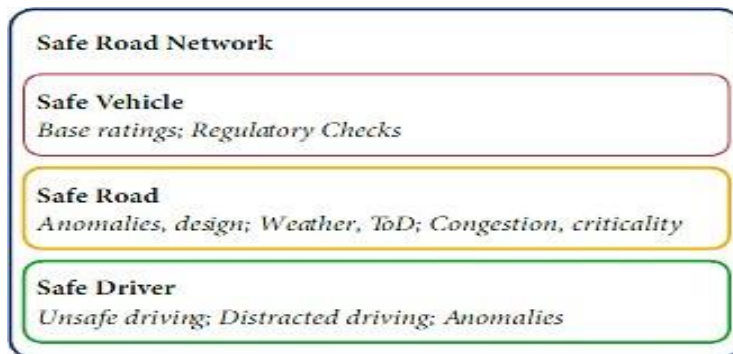 Safe Road Network
Safe Vehicle
Base ratings; Regulatory Checks
Safe Road
Anomalies, design; Weather, ToD; Congestion, criticality
Safe Driver
Unsafe driving; Distracted driving; Anomalies